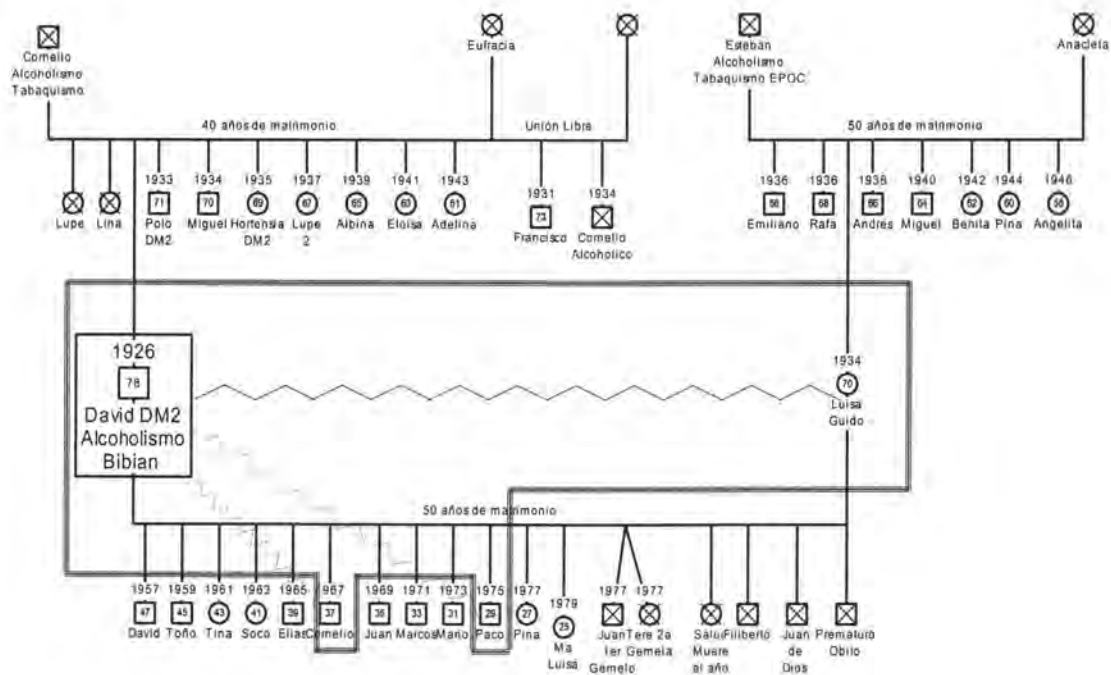 Cornelio
Alcoholismo
Tabaquismo
Eufracia
Esteban
Alcoholismo
Tabaquismo EPOC
Anacleta
40 años de matrimonio
Unión Libre
50 años de matrimonio
Lupe
Lina
1933
71
Polo
DM2
1934
70
Miguel
1935
69
Hortensia
DM2
1937
67
Lupe
2
1939
65
Albina
1941
63
Eloisa
1943
61
Adelina
1931
73
Francisco
1934
Cornelio
Alcoholico
1936
Emiliano
1936
68
Rafa
1938
66
Andrés
1940
64
Miguel
1942
62
Benita
1944
60
Pina
1946
58
Angelita
1926
78
David DM2
Alcoholismo
Bibian
1934
70
Luisa
Guido
50 años de matrimonio
1957
47
David
1959
45
Toño
1961
43
Tina
1963
41
Soco
1965
39
Elias
1967
37
Cornelio
1969
Juan
1971
33
Marcos
1973
31
Mario
1975
29
Paco
1977
27
Pina
1979
25
Ma
Luisa
1977
Juan
1er
Gemelo
1977
Tere 2a
Gemela
Muere
al año
Filiberto
Juan
de
Dios
Prematuro
Obito